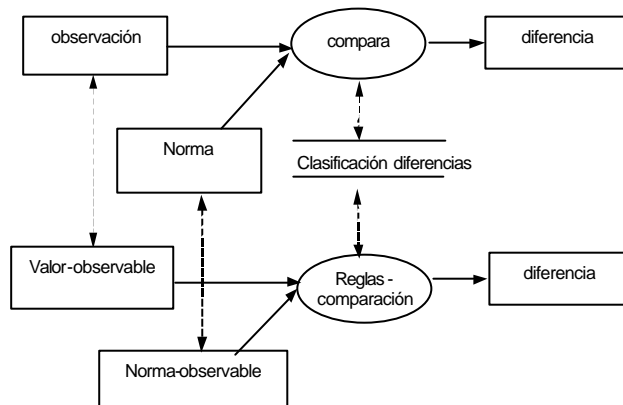 observación
compara
diferencia
Norma
Clasificación diferencias
Valor-observable
Reglas-
comparación
diferencia
Norma-observable